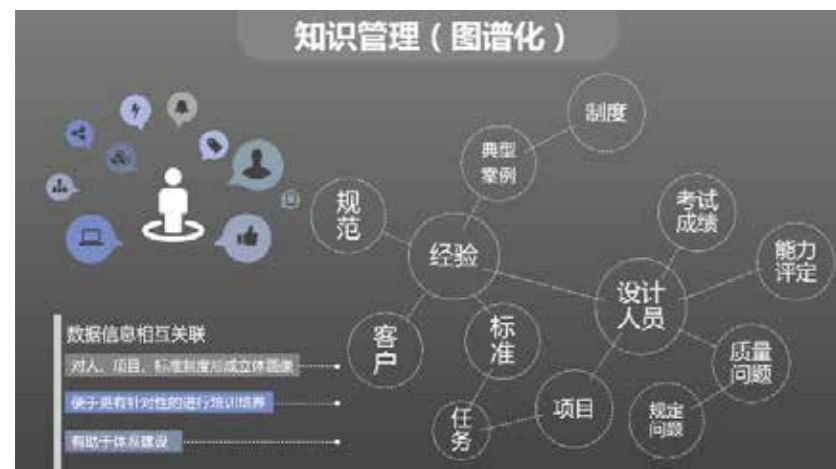 知识管理（图谱化）
制度
典型
案例
规
范
经验
考试
成绩
能力
评定
设计
人员
客
户
标
准
质量
问题
任
务
项目
规定
问题
数据信息相互关联
对人、项目、标准制度形成立体图像
便于更有针对性的进行培训培养
有助于体系建设